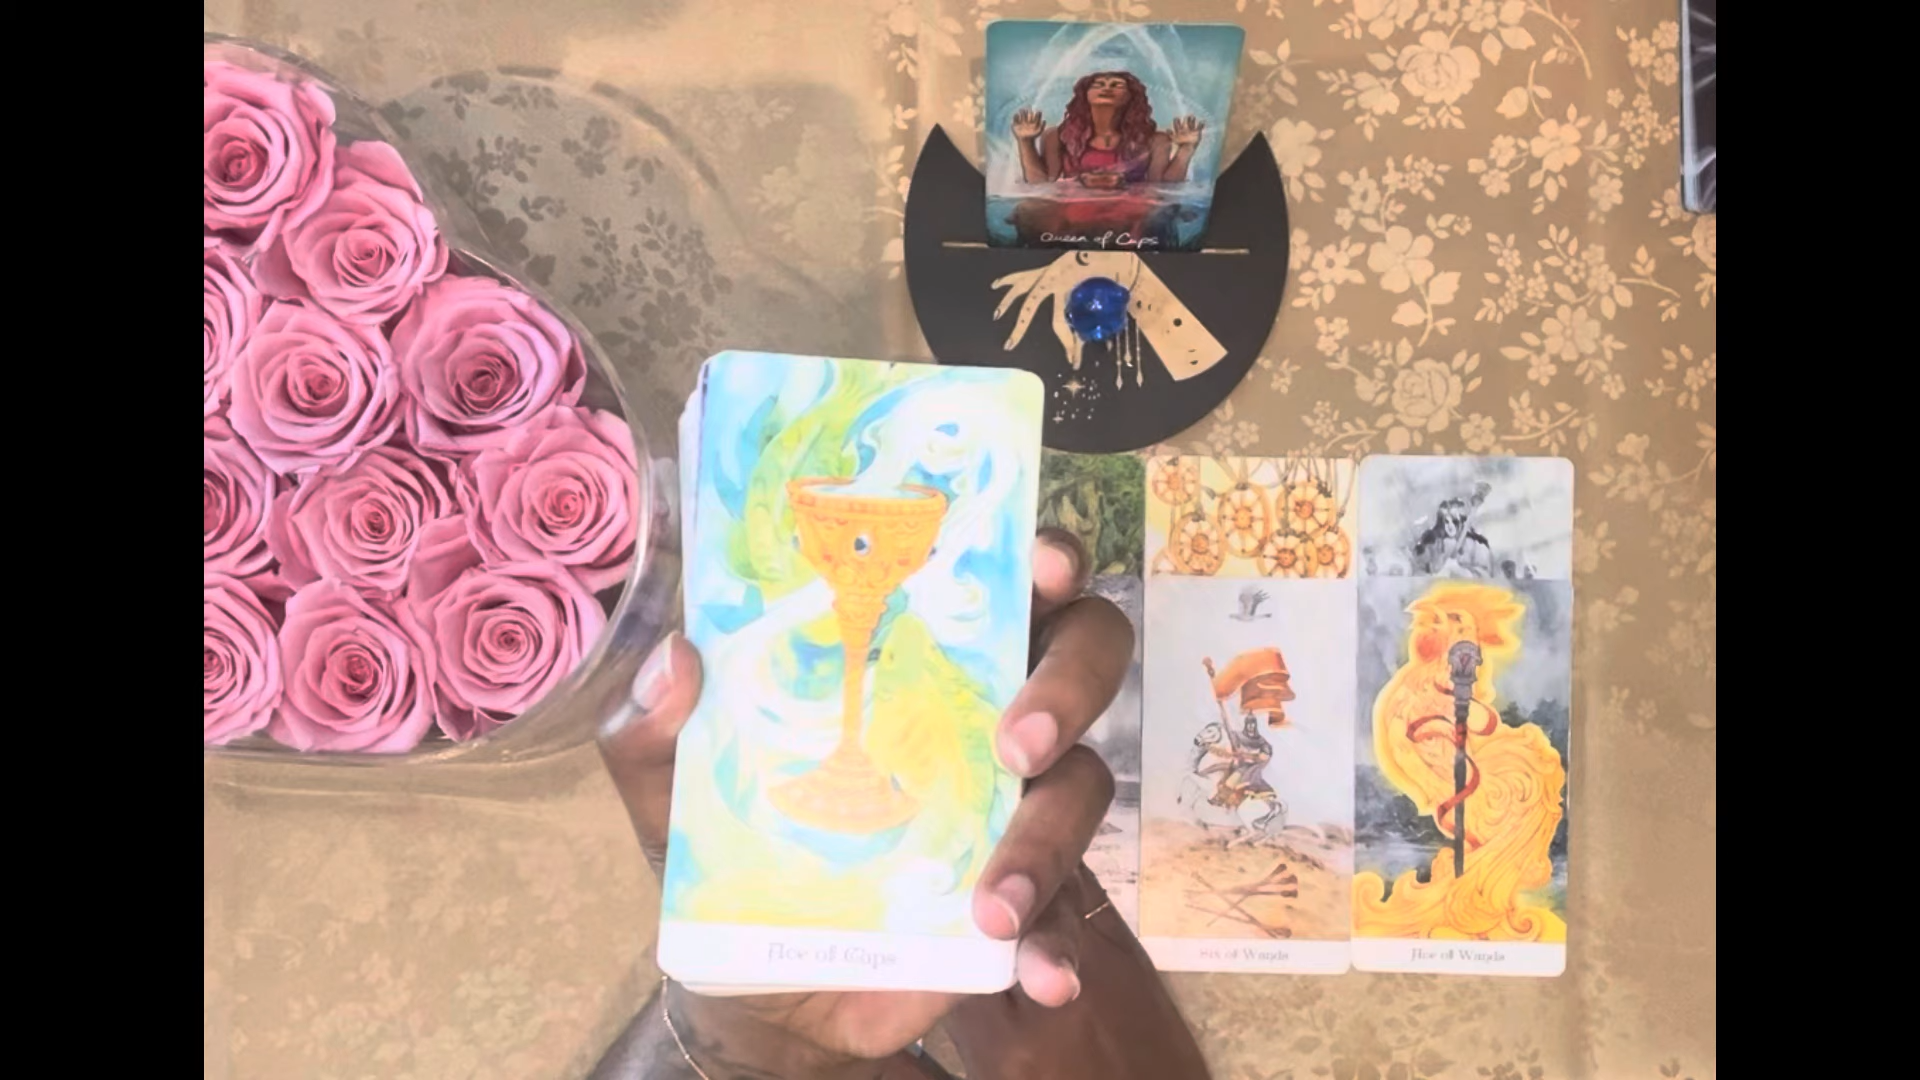 Queen of Cups
Ace of Cups
Six of Wands
Ace of Wands